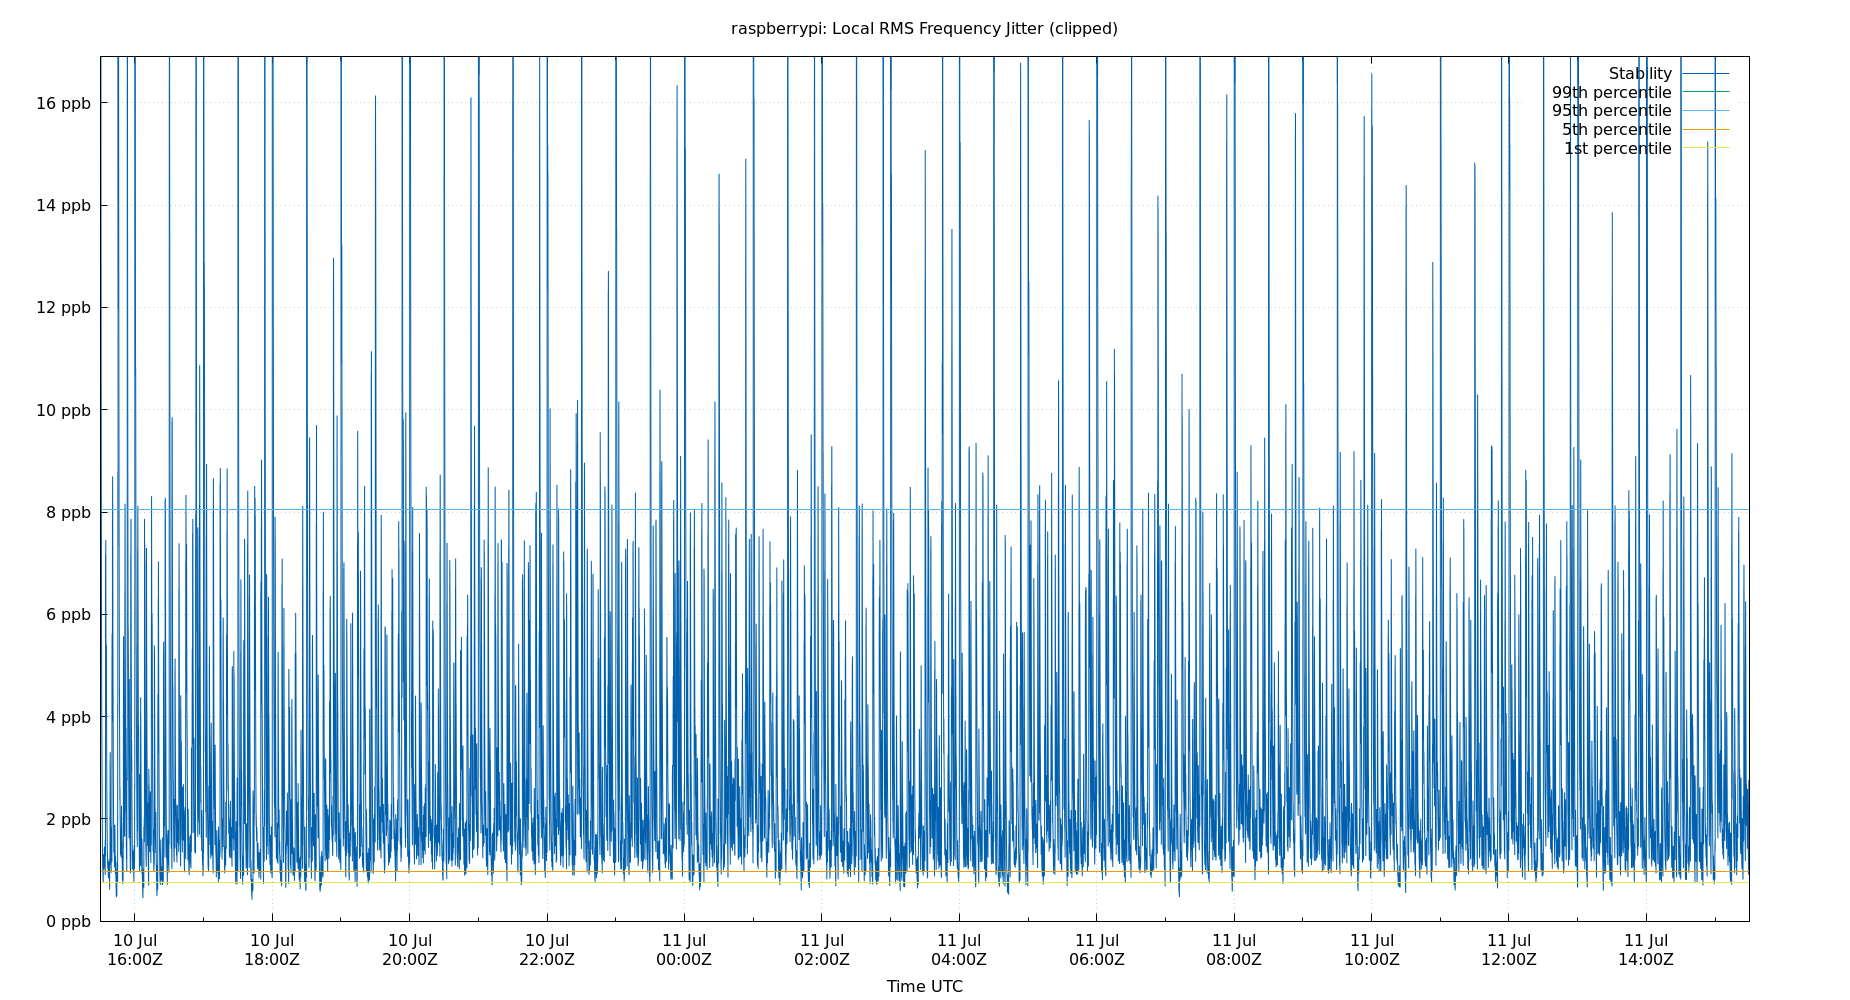 raspberrypi: Local RMS Frequency Jitter (clipped)
Stability
99th percentile
95th percentile
5th percentile
1st percentile
16 ppb
14 ppb
12 ppb
10 ppb
8 ppb
6 ppb
4 ppb
2 ppb
0 ppb
10 Jul 10 Jul 10 Jul 10 Jul 11 Jul 11 Jul 11 Jul 11 Jul 11 Jul 11 Jul 11 Jul 11 Jul
16:00Z 18:00Z 20:00Z 22:00Z 00:00Z 02:00Z 04:00Z 06:00Z 08:00Z 10:00Z 12:00Z 14:00Z
Time UTC